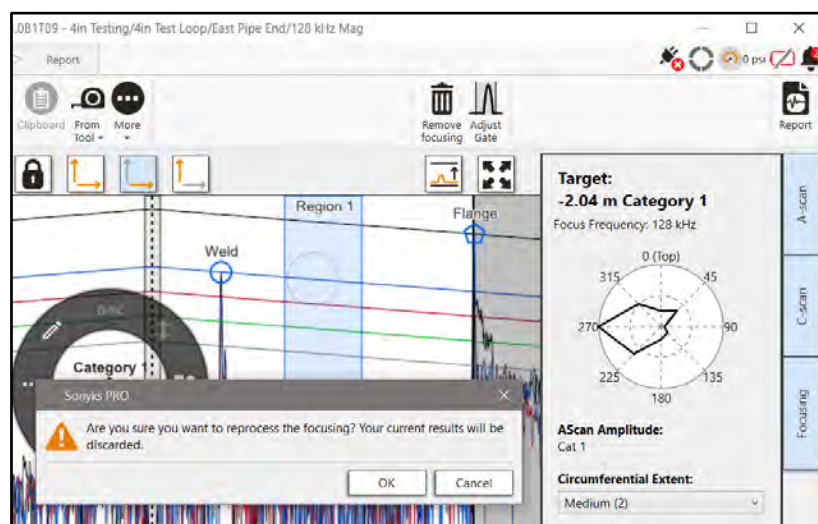 .0B1T09 - 4in Testing/4in Test Loop/East Pipe End/128 kHz Mag
Report
0 psi
2
Clipboard
From Tool
More
Remove focusing
Adjust Gate
Report
Region 1
Flange
Weld
DAC
Category 1
Target:
-2.04 m Category 1
Focus Frequency: 128 kHz
0 (Top)
315
45
270
90
225
135
180
AScan Amplitude:
Cat 1
Circumferential Extent:
Medium (2)
A-scan
C-scan
Focusing
Sonyks PRO
Are you sure you want to reprocess the focusing? Your current results will be
discarded.
OK
Cancel